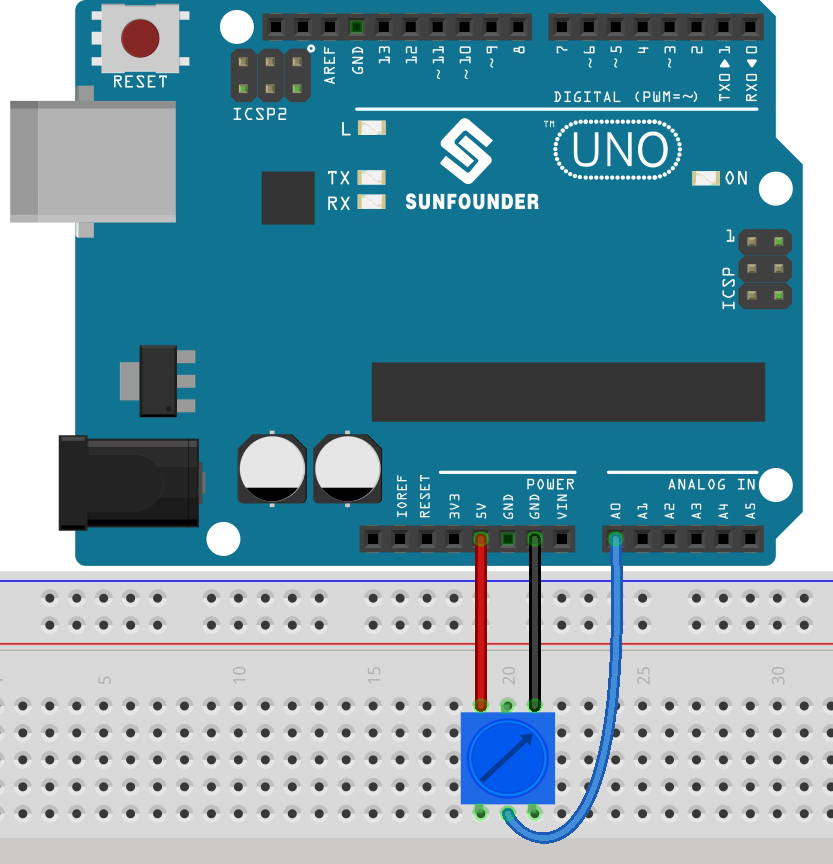 RESET
ICSP2
AREF
GND
13
12
~11
~10
~9
8
7
~6
~5
4
~3
2
TX0▶1
RX0◀0
DIGITAL (PWM=~)
L
TX
RX
SUNFOUNDER
™
UNO
ON
1
ICSP
POWER
ANALOG IN
IOREF
RESET
3V3
5V
GND
GND
VIN
A0
A1
A2
A3
A4
A5
5
10
15
20
25
30